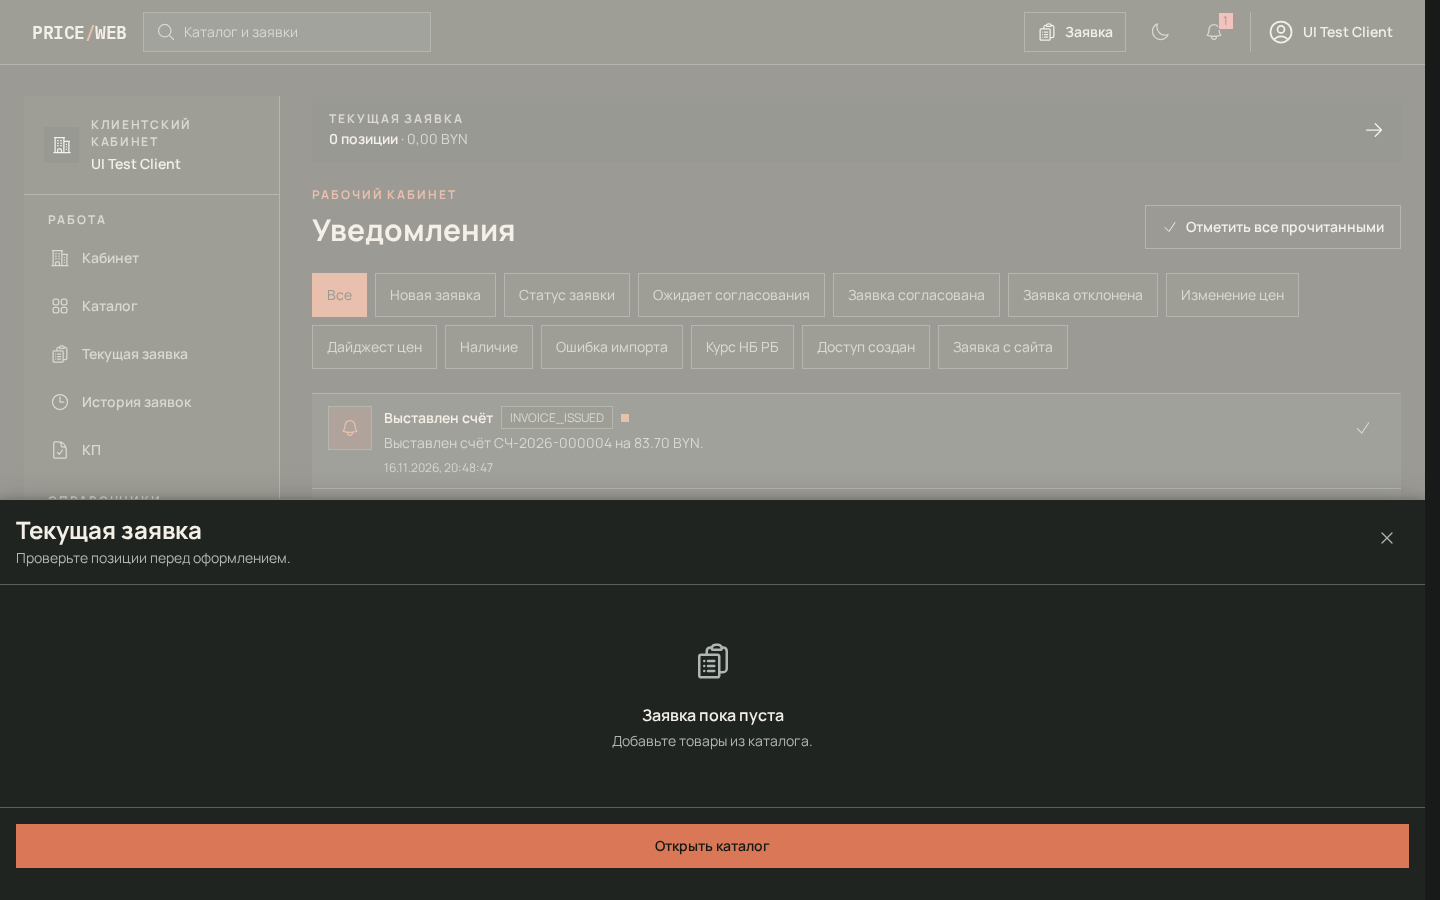 PRICE/WEB
Каталог и заявки
Заявка
1
UI Test Client
КЛИЕНТСКИЙ
КАБИНЕТ
UI Test Client
РАБОТА
Кабинет
Каталог
Текущая заявка
История заявок
КП
СПРАВОЧНИКИ
ТЕКУЩАЯ ЗАЯВКА
0 позиции · 0,00 BYN
РАБОЧИЙ КАБИНЕТ
Уведомления
Отметить все прочитанными
Все
Новая заявка
Статус заявки
Ожидает согласования
Заявка согласована
Заявка отклонена
Изменение цен
Дайджест цен
Наличие
Ошибка импорта
Курс НБ РБ
Доступ создан
Заявка с сайта
Выставлен счёт INVOICE_ISSUED
Выставлен счёт СЧ-2026-000004 на 83.70 BYN.
16.11.2026, 20:48:47
Текущая заявка
Проверьте позиции перед оформлением.
Заявка пока пуста
Добавьте товары из каталога.
Открыть каталог